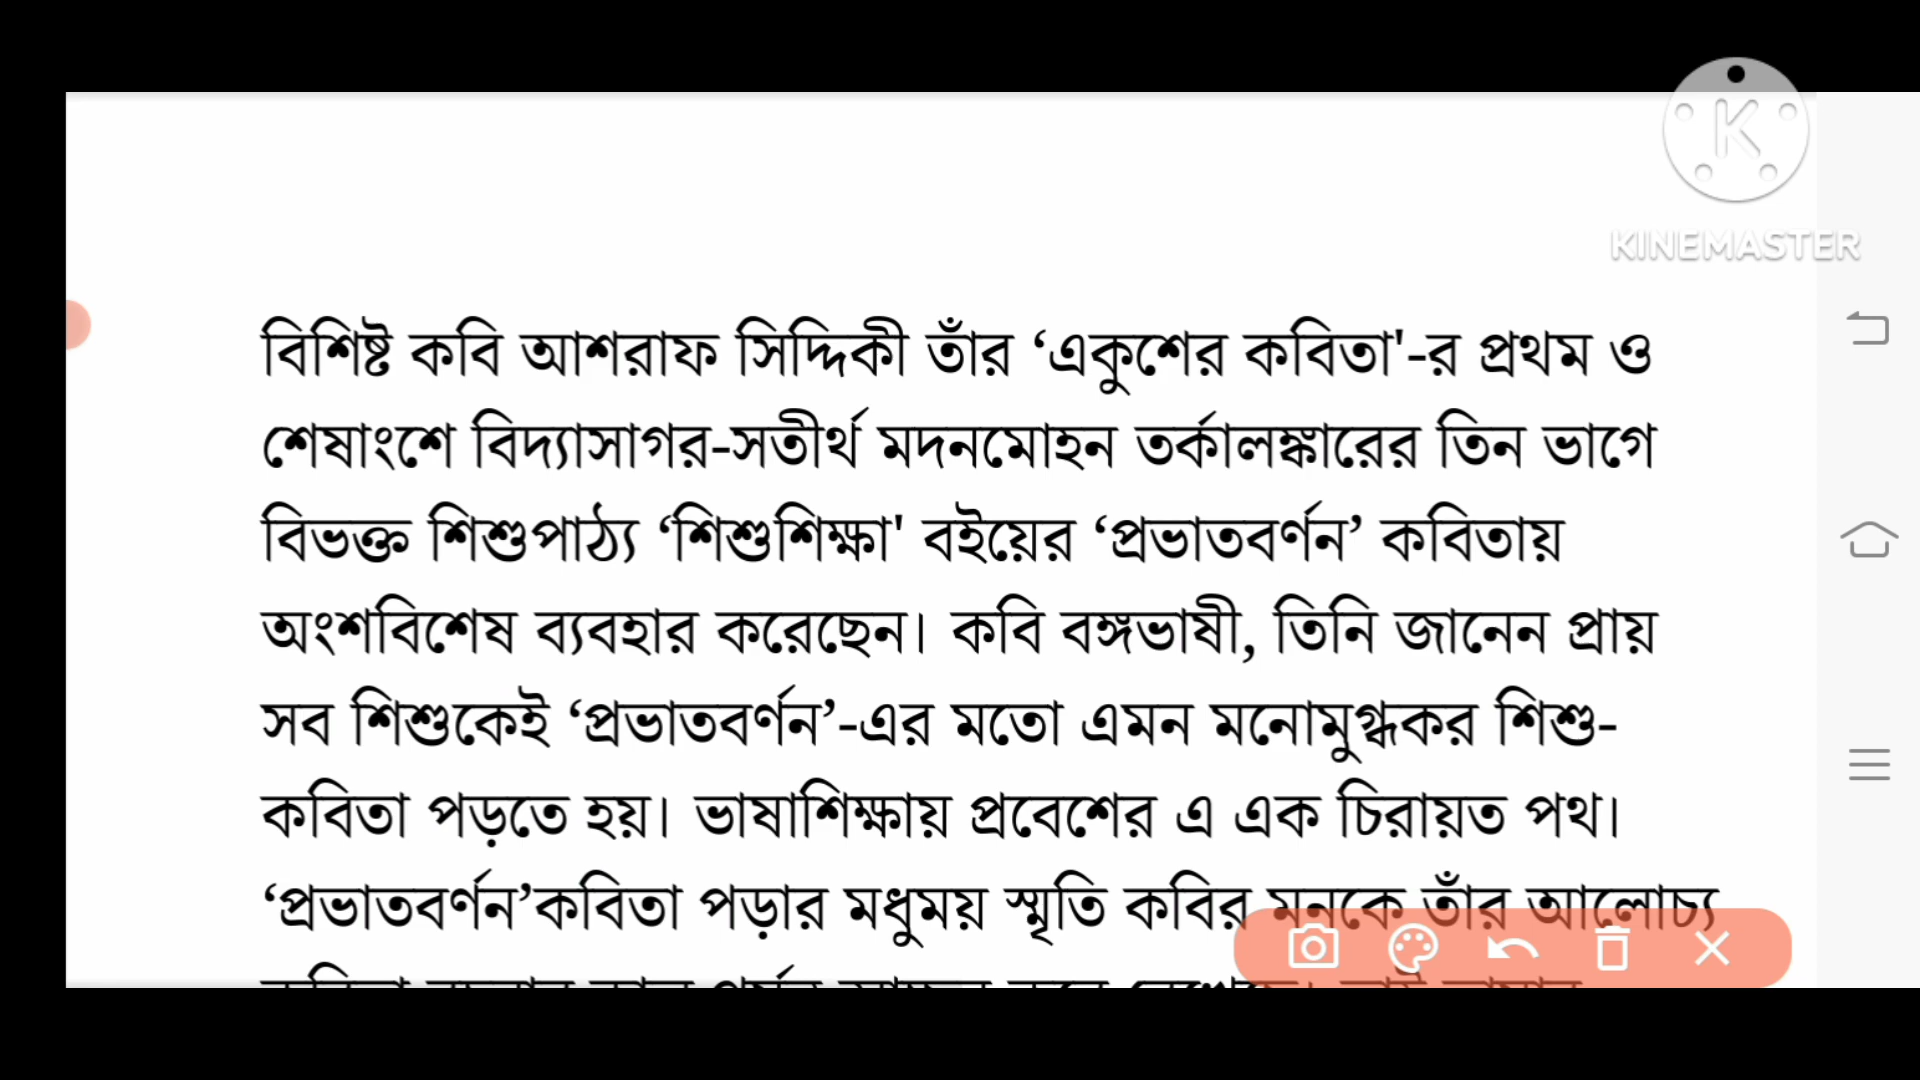 KINEMASTER
বিশিষ্ট কবি আশরাফ সিদ্দিকী তাঁর ‘একুশের কবিতা'-র প্রথম ও
শেষাংশে বিদ্যাসাগর-সতীর্থ মদনমোহন তর্কালঙ্কারের তিন ভাগে
বিভক্ত শিশুপাঠ্য ‘শিশুশিক্ষা' বইয়ের ‘প্রভাতবর্ণন’ কবিতায়
অংশবিশেষ ব্যবহার করেছেন। কবি বঙ্গভাষী, তিনি জানেন প্রায়
সব শিশুকেই ‘প্রভাতবর্ণন’-এর মতো এমন মনোমুগ্ধকর শিশু-
কবিতা পড়তে হয়। ভাষাশিক্ষায় প্রবেশের এ এক চিরায়ত পথ।
‘প্রভাতবর্ণন’কবিতা পড়ার মধুময় স্মৃতি কবির মনকে তাঁর আলোচ্য